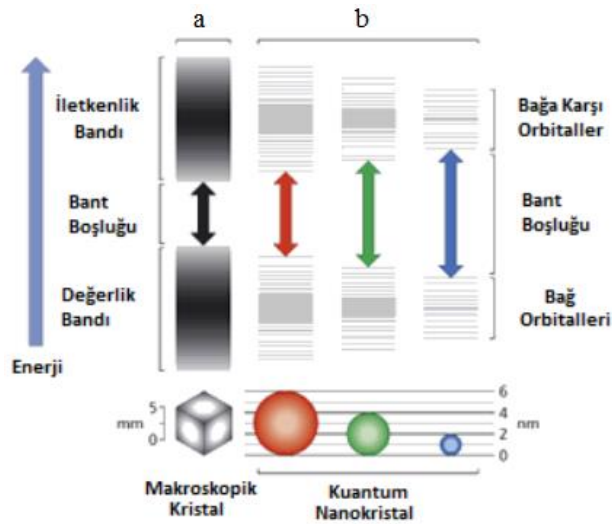 a
b
İletkenlik
Bandı
Bağa Karşı
Orbitaller
Bant
Boşluğu
Bant
Boşluğu
Değerlik
Bandı
Bağ
Orbitalleri
Enerji
mm
5
0
6
4
2
0
nm
Makroskopik
Kristal
Kuantum
Nanokristal